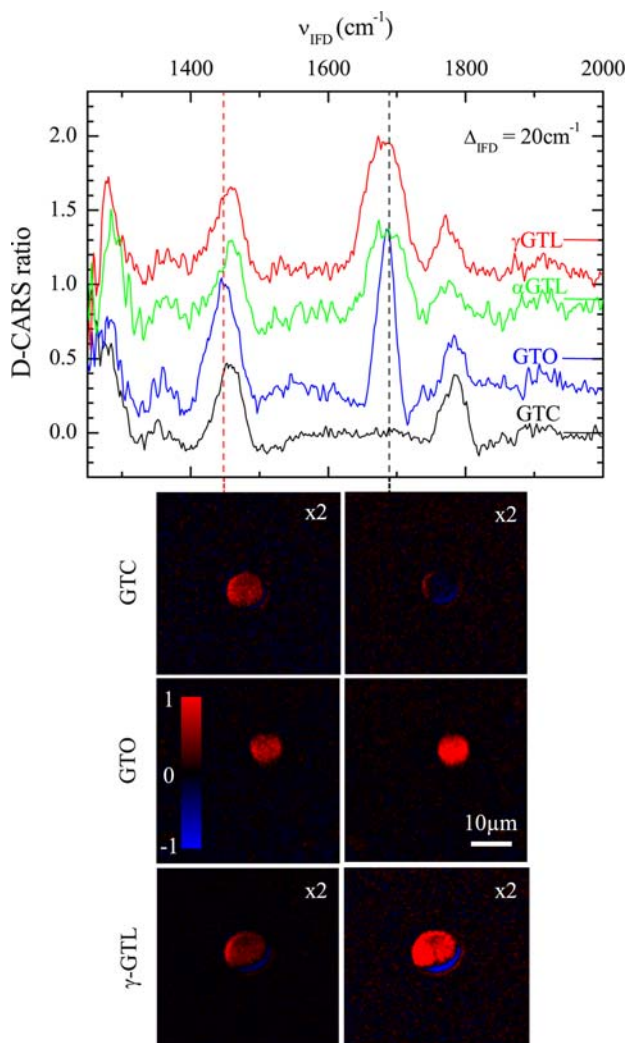 ν_IFD (cm⁻¹)
1400 1600 1800 2000
Δ_IFD = 20cm⁻¹
D-CARS ratio
2.0
1.5
1.0
0.5
0.0
γGTL
αGTL
GTO
GTC
GTC
x2
x2
GTO
1
0
-1
10μm
γ-GTL
x2
x2